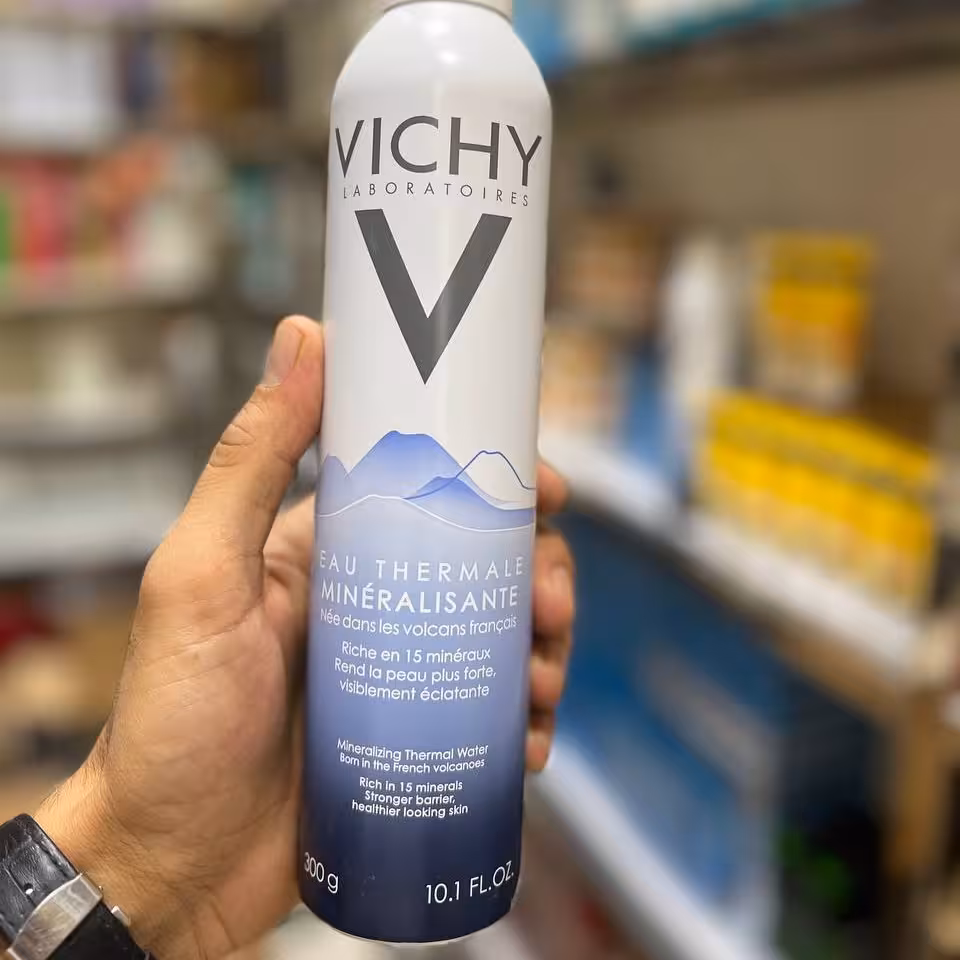 VICHY
LABORATOIRES
V
EAU THERMALE
MINÉRALISANTE
Née dans les volcans français
Riche en 15 minéraux
Rend la peau plus forte,
visiblement éclatante
Mineralizing Thermal Water
Born in the French volcanoes
Rich in 15 minerals
Stronger barrier,
healthier looking skin
300 g 10.1 FL.OZ.